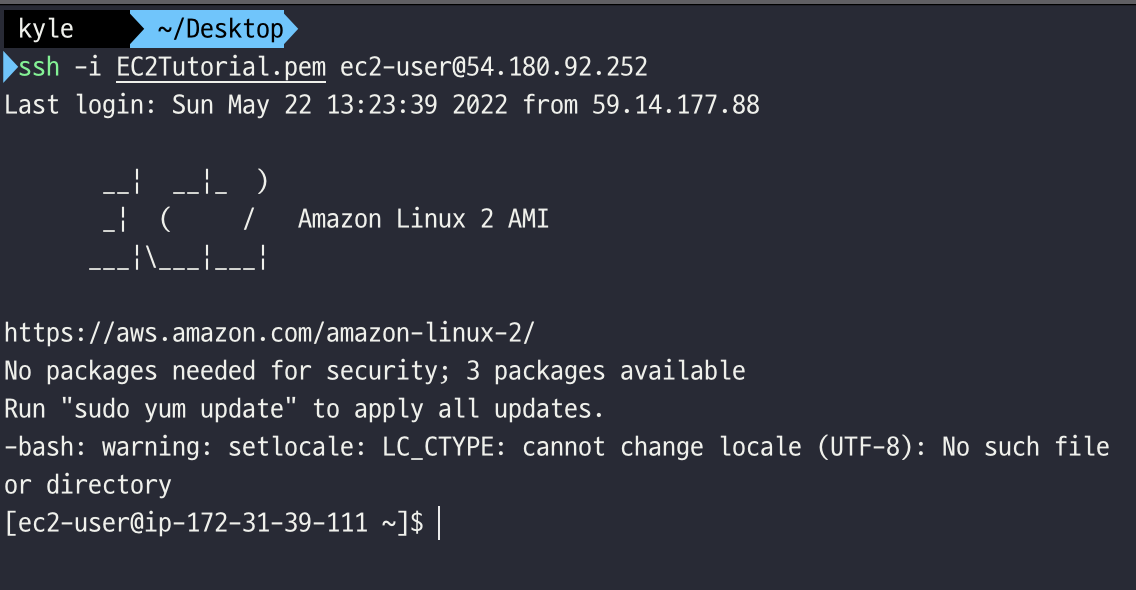 kyle ~/Desktop
ssh -i EC2Tutorial.pem ec2-user@54.180.92.252
Last login: Sun May 22 13:23:39 2022 from 59.14.177.88
       __|  __|_  )
       _|  (     /   Amazon Linux 2 AMI
      ___|\___|___|
https://aws.amazon.com/amazon-linux-2/
No packages needed for security; 3 packages available
Run "sudo yum update" to apply all updates.
-bash: warning: setlocale: LC_CTYPE: cannot change locale (UTF-8): No such file
or directory
[ec2-user@ip-172-31-39-111 ~]$